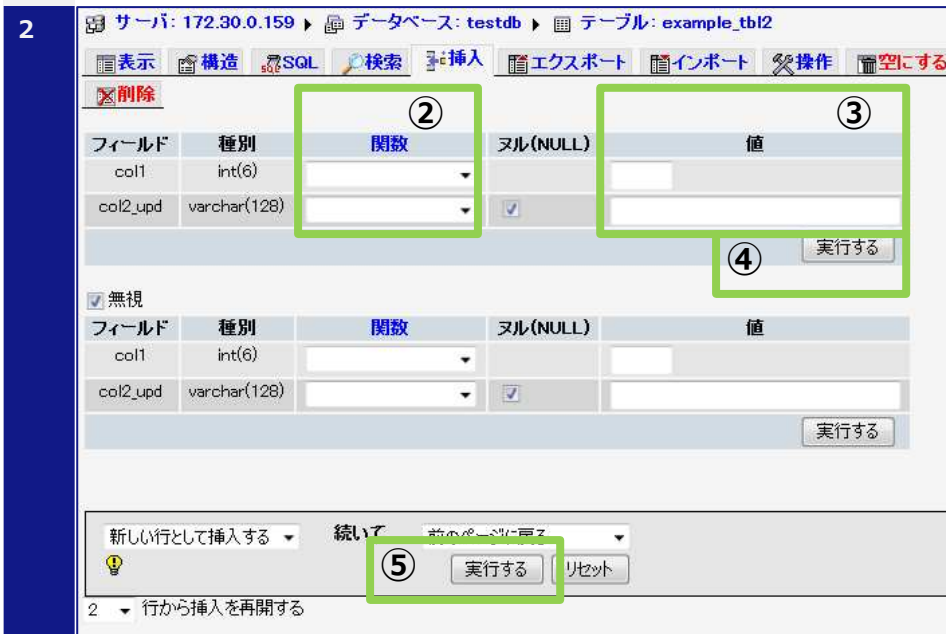 2
サーバ: 172.30.0.159 ▶ データベース: testdb ▶ テーブル: example_tbl2
表示 構造 SQL 検索 挿入 エクスポート インポート 操作 空にする
削除
② ③
フィールド 種別 関数 ヌル(NULL) 値
col1 int(6)
col2_upd varchar(128)
④ 実行する
無視
フィールド 種別 関数 ヌル(NULL) 値
col1 int(6)
col2_upd varchar(128)
実行する
新しい行として挿入する 続いて 前のページに戻る
⑤ 実行する リセット
2 行から挿入を再開する